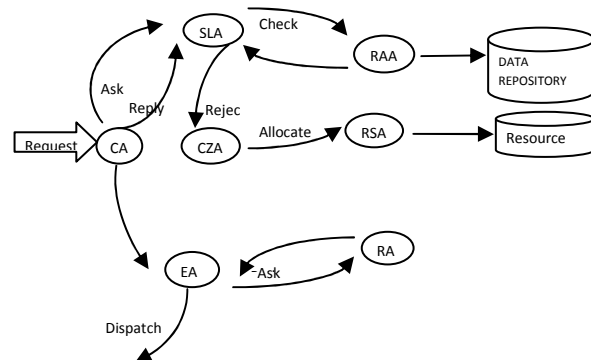 Check
SLA
RAA
DATA
REPOSITORY
Ask
Reply
Rejec
Request
CA
CZA
Allocate
RSA
Resource
EA
Ask
RA
Dispatch